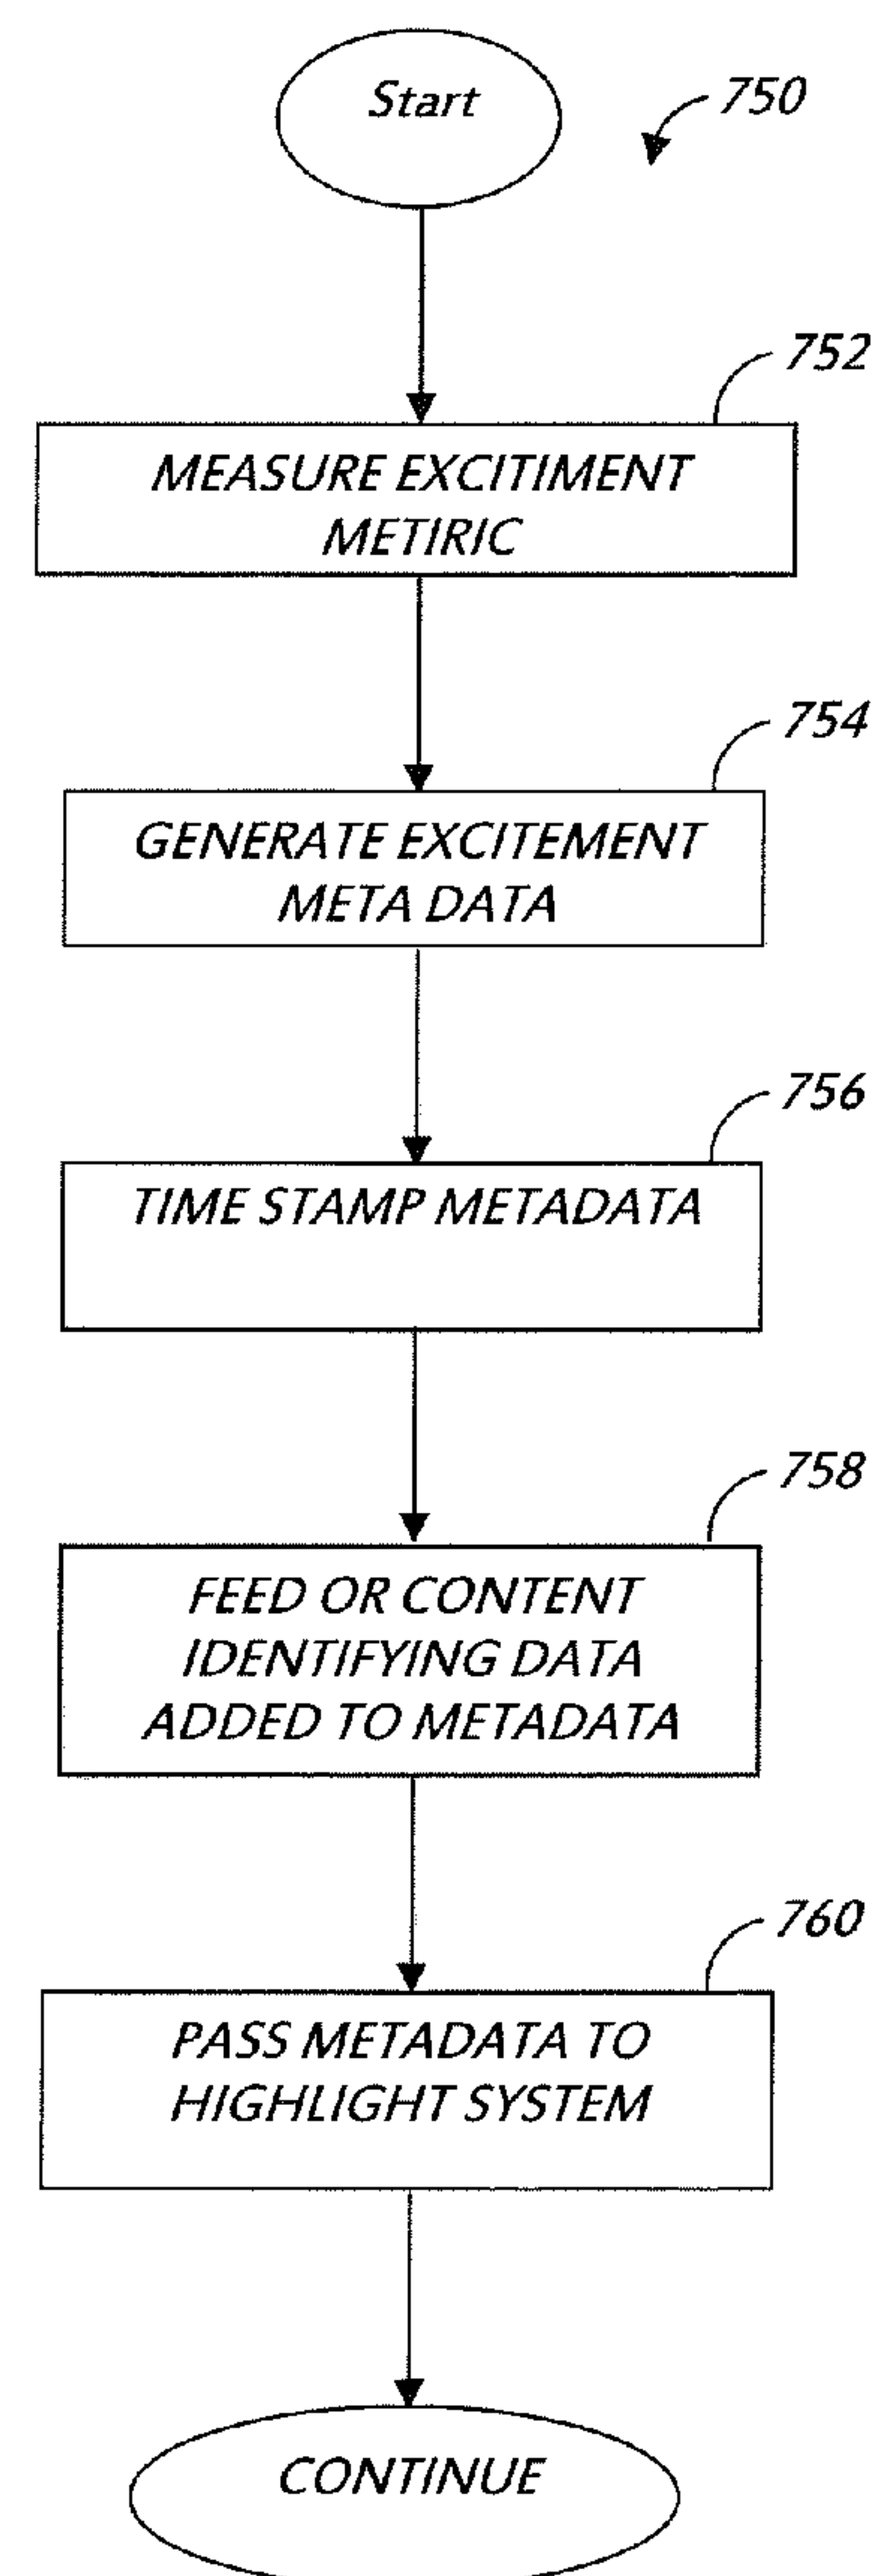 Start
750
752
MEASURE EXCITIMENT
METIRIC
754
GENERATE EXCITEMENT
META DATA
756
TIME STAMP METADATA
758
FEED OR CONTENT
IDENTIFYING DATA
ADDED TO METADATA
760
PASS METADATA TO
HIGHLIGHT SYSTEM
CONTINUE